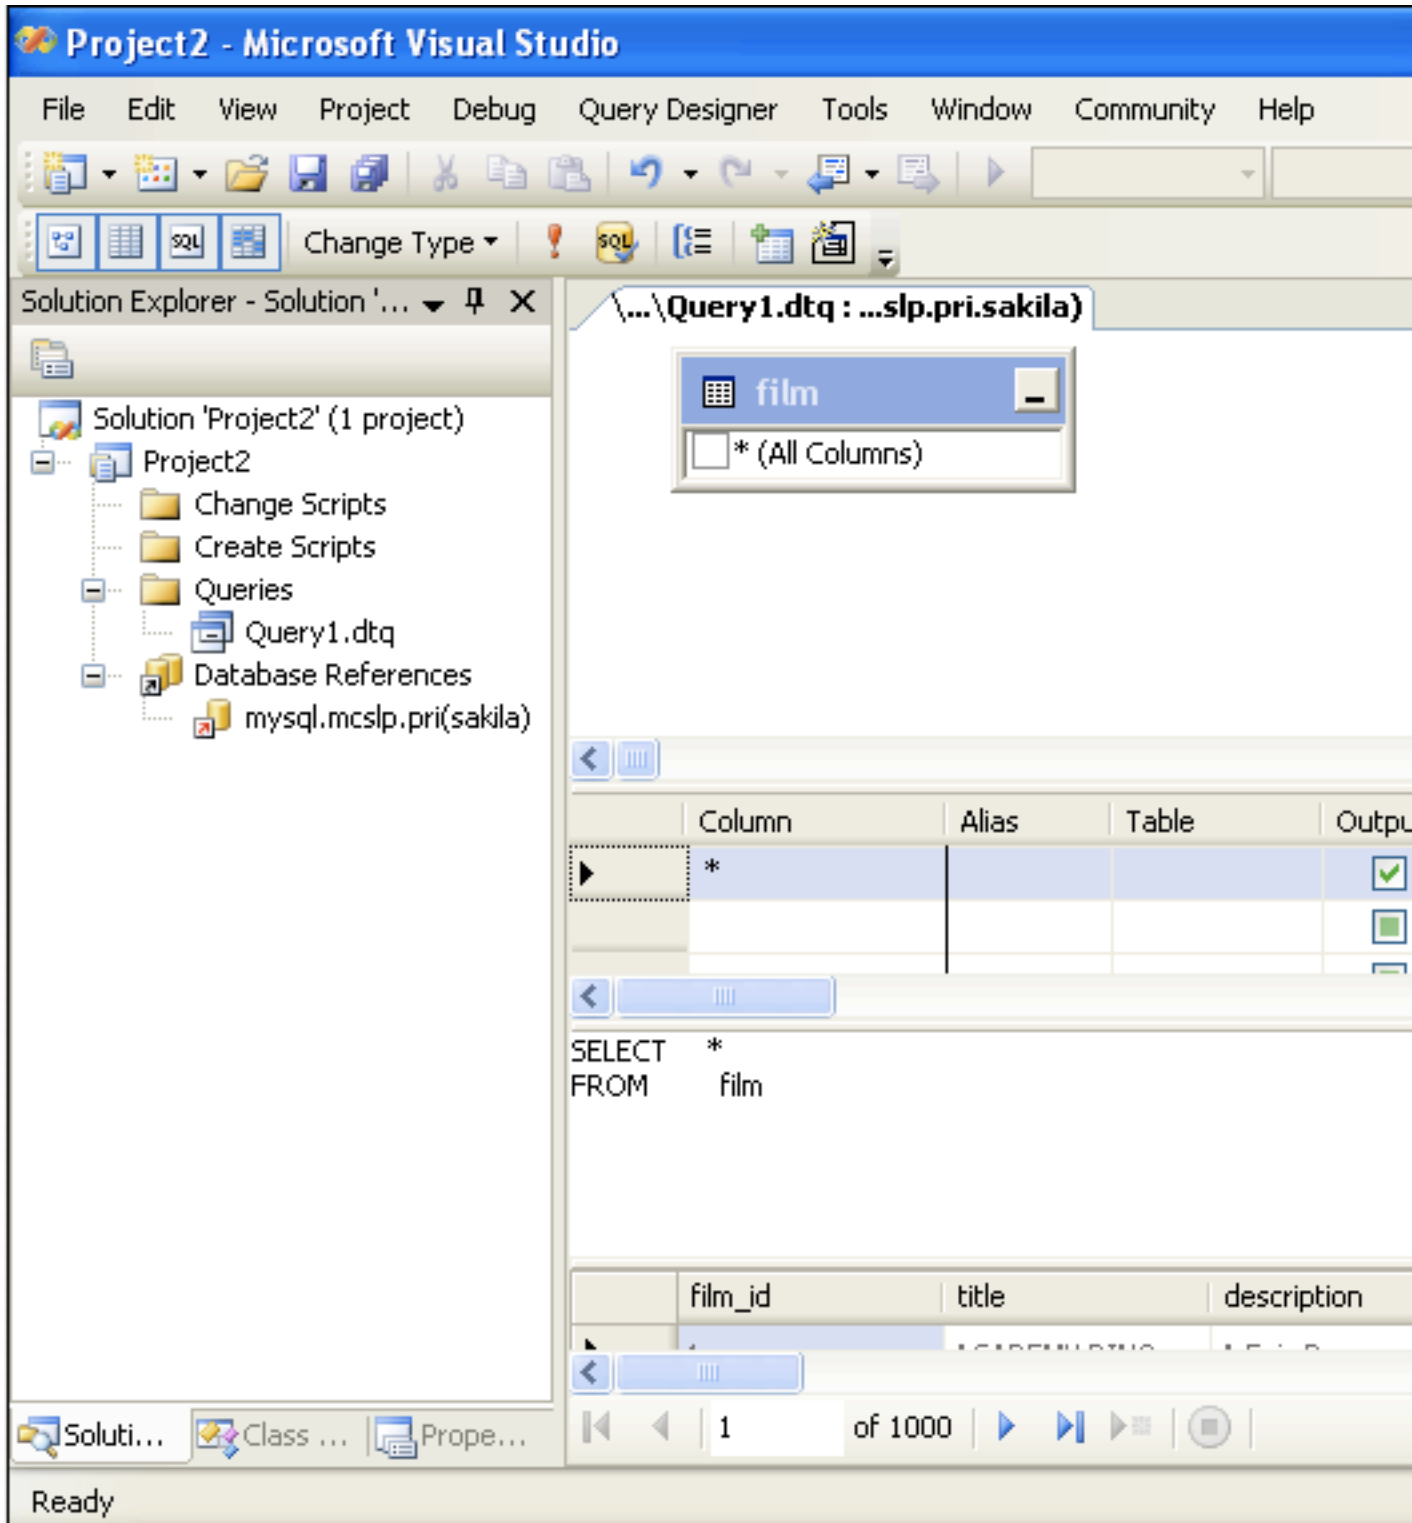 Project2 - Microsoft Visual Studio
File Edit View Project Debug Query Designer Tools Window Community Help
SQL Change Type SQL
Solution Explorer - Solution '...
\...\Query1.dtq : ...slp.pri.sakila)
film
* (All Columns)
Solution 'Project2' (1 project)
Project2
Change Scripts
Create Scripts
Queries
Query1.dtq
Database References
mysql.mcslp.pri(sakila)
Column Alias Table Outpu
*
SELECT *
FROM film
film_id title description
1 of 1000
Soluti... Class ... Prope...
Ready